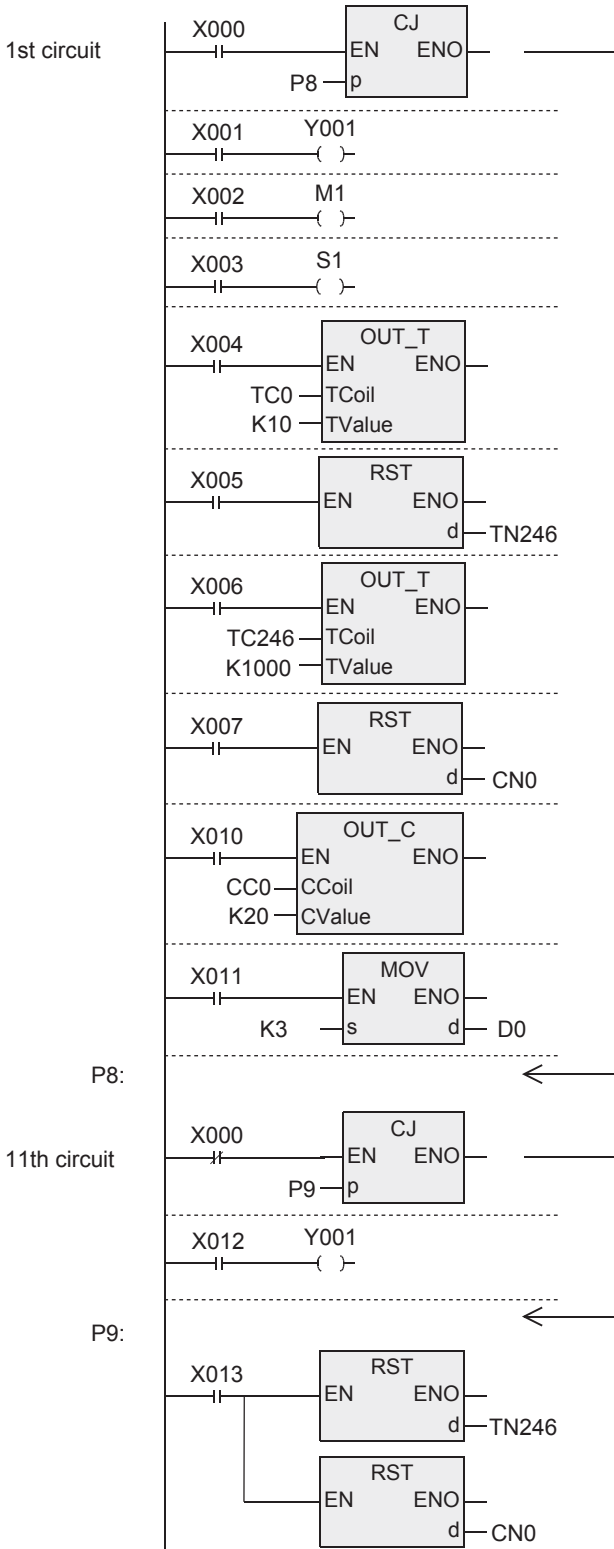 X000 CJ
1st circuit EN ENO
P8 p
X001 Y001
( )
X002 M1
( )
X003 S1
( )
X004 OUT_T
EN ENO
TC0 TCoil
K10 TValue
X005 RST
EN ENO
d TN246
X006 OUT_T
EN ENO
TC246 TCoil
K1000 TValue
X007 RST
EN ENO
d CN0
X010 OUT_C
EN ENO
CC0 CCoil
K20 CValue
X011 MOV
EN ENO
K3 s d D0
P8:
X000 CJ
11th circuit EN ENO
P9 p
X012 Y001
( )
P9:
X013 RST
EN ENO
d TN246
RST
EN ENO
d CN0